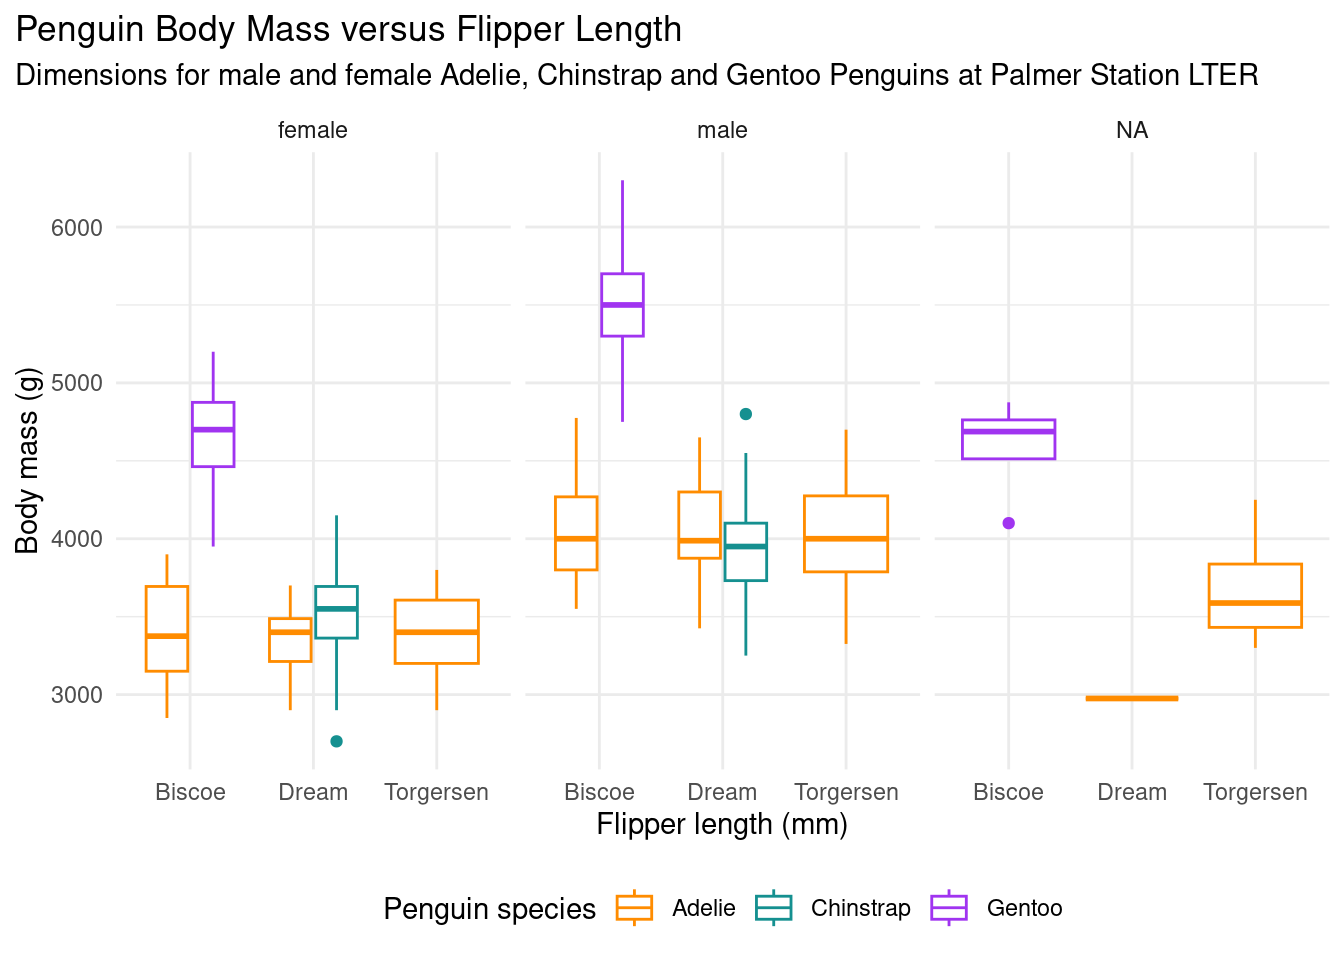 Penguin Body Mass versus Flipper Length
Dimensions for male and female Adelie, Chinstrap and Gentoo Penguins at Palmer Station LTER
female male NA
6000
5000
4000
3000
Body mass (g)
Biscoe Dream Torgersen Biscoe Dream Torgersen Biscoe Dream Torgersen
Flipper length (mm)
Penguin species Adelie Chinstrap Gentoo